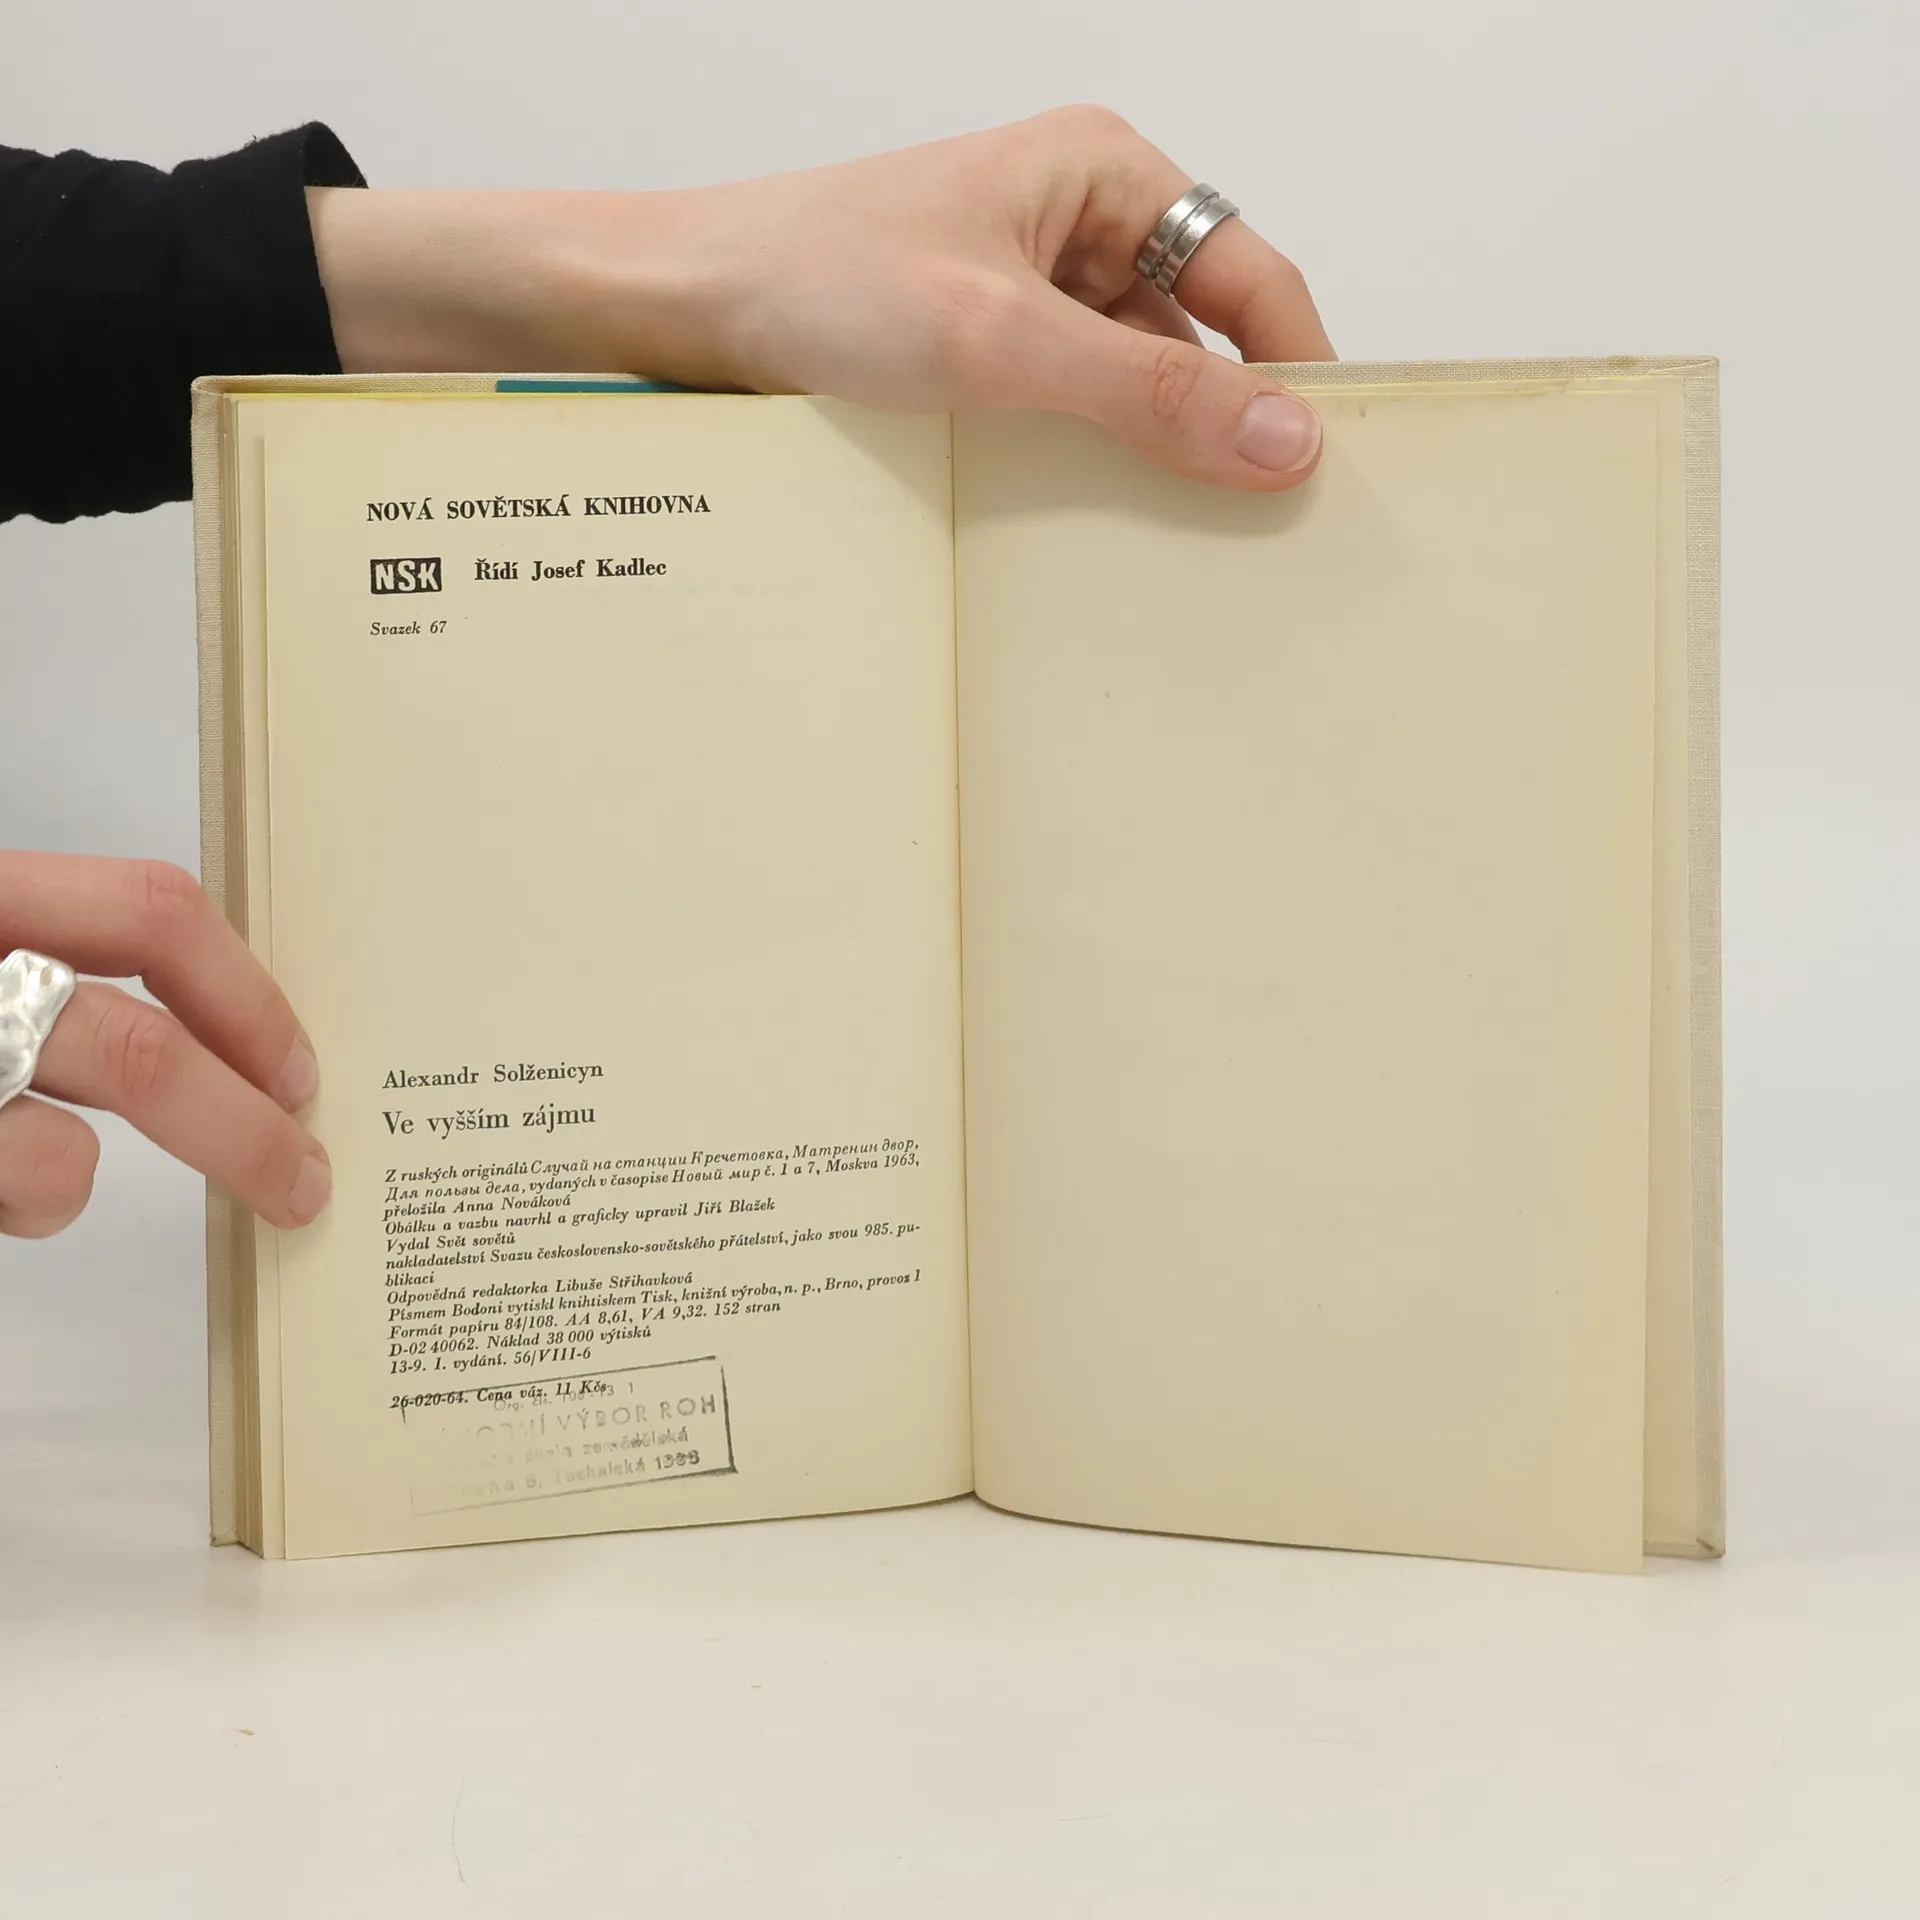 NOVÁ SOVĚTSKÁ KNIHOVNA
NSK Řídí Josef Kadlec
Svazek 67
Alexandr Solženicyn
Ve vyšším zájmu
Z ruských originálů Случай на станции Кречетовка, Матренин двор,
Для пользы дела, vydaných v časopise Новый мир č. 1 a 7, Moskva 1963,
přeložila Anna Nováková
Obálku a vazbu navrhl a graficky upravil Jiří Blažek
Vydal Svět sovětů
nakladatelství Svazu československo-sovětského přátelství, jako svou 985. pu-
blikaci
Odpovědná redaktorka Libuše Střihavková
Písmem Bodoni vytiskl knihtiskem Tisk, knižní výroba, n. p., Brno, provoz 1
Formát papíru 84/108. AA 8,61, VA 9,32. 152 stran
D-02 40062. Náklad 38 000 výtisků
13-9. I. vydání. 56/VIII-6
26-020-64. Cena váz. 11 Kčs
VÝBOR ROH
zemědělská